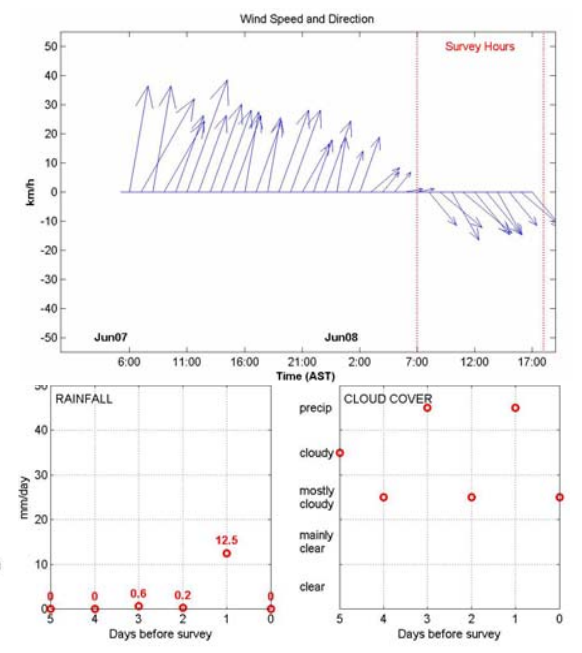 Wind Speed and Direction
50
40
30
20
10
0
-10
-20
-30
-40
-50
km/h
Survey Hours
Jun07
Jun08
6:00 11:00 16:00 21:00 2:00 7:00 12:00 17:00
Time (AST)
RAINFALL
50
40
30
20
10
0
mm/day
0 0 0.6 0.2 12.5 0
5 4 3 2 1 0
Days before survey
CLOUD COVER
precip
cloudy
mostly
cloudy
mainly
clear
clear
5 4 3 2 1 0
Days before survey